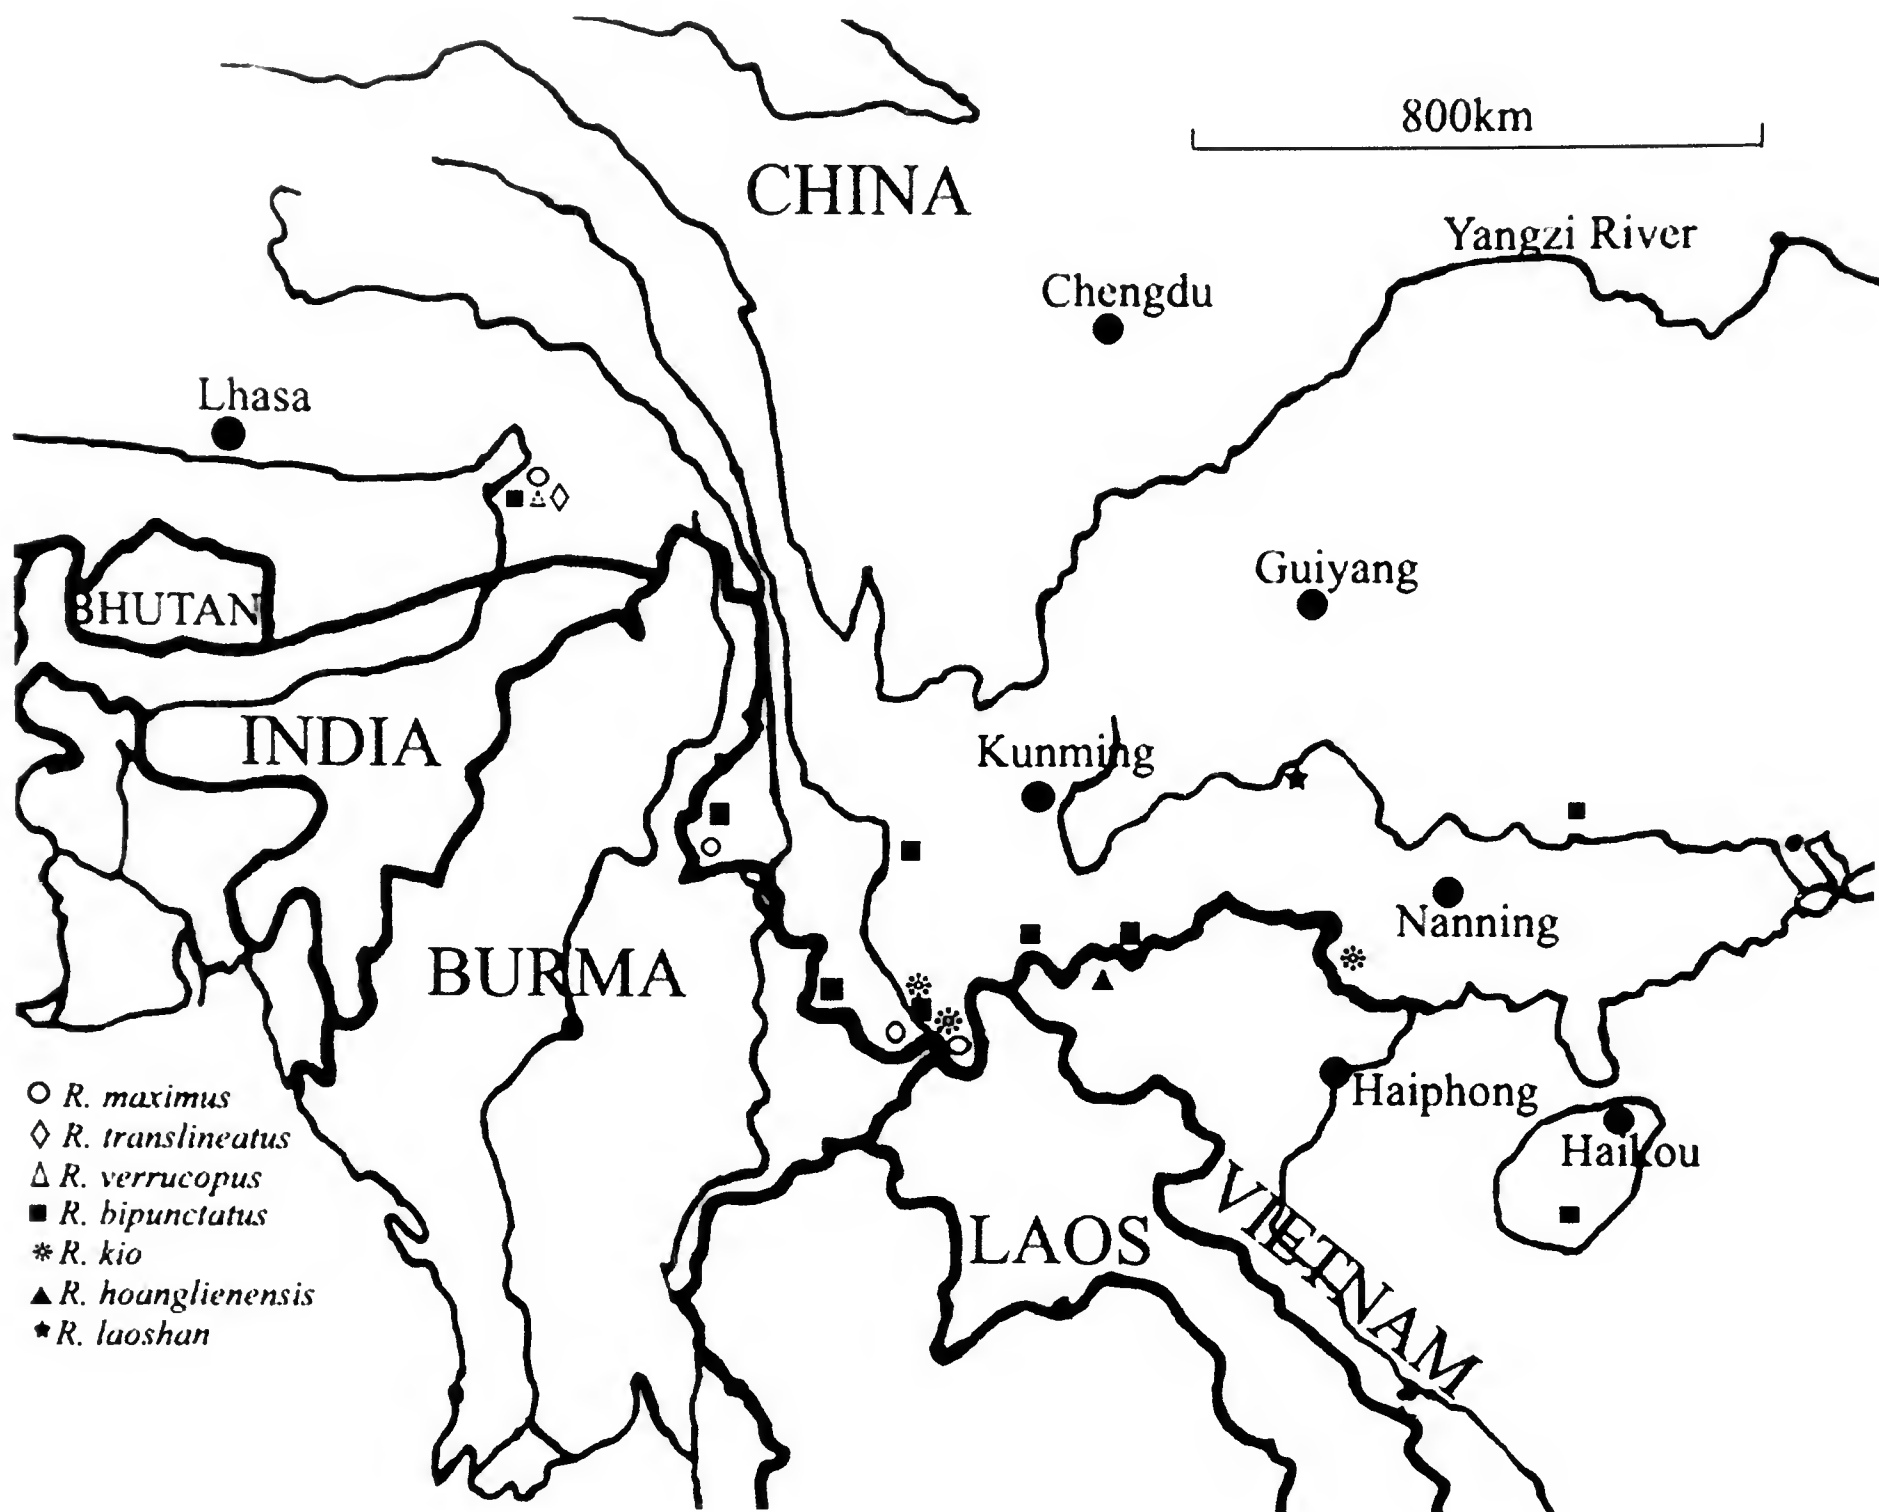 800km
CHINA
Yangzi River
Chengdu
Lhasa
Guiyang
BHUTAN
INDIA
Kunming
Nanning
BURMA
Haiphong
Haikou
LAOS
VIETNAM
R. maximus
R. translineatus
R. verrucopus
R. bipunctatus
R. kio
R. hoanglienensis
R. laoshan